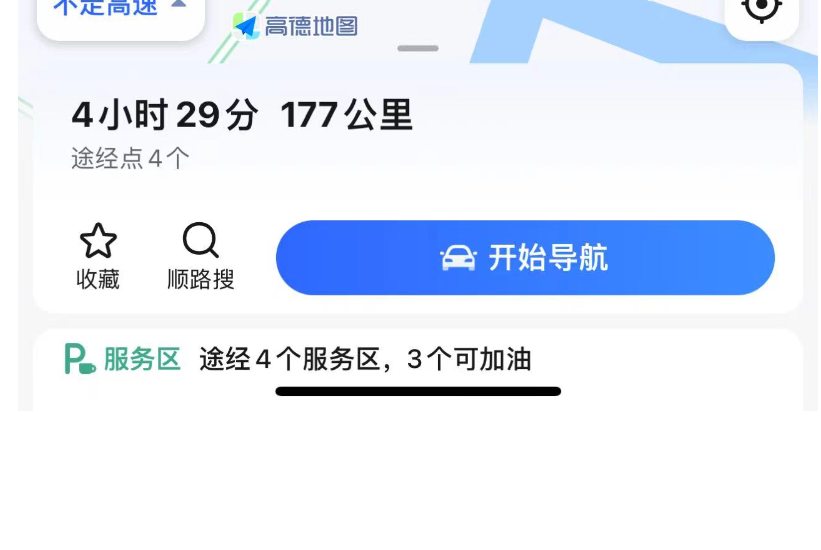 不走高速
高德地图
4小时29分 177公里
途经点4个
收藏 顺路搜 开始导航
P 服务区 途经4个服务区，3个可加油